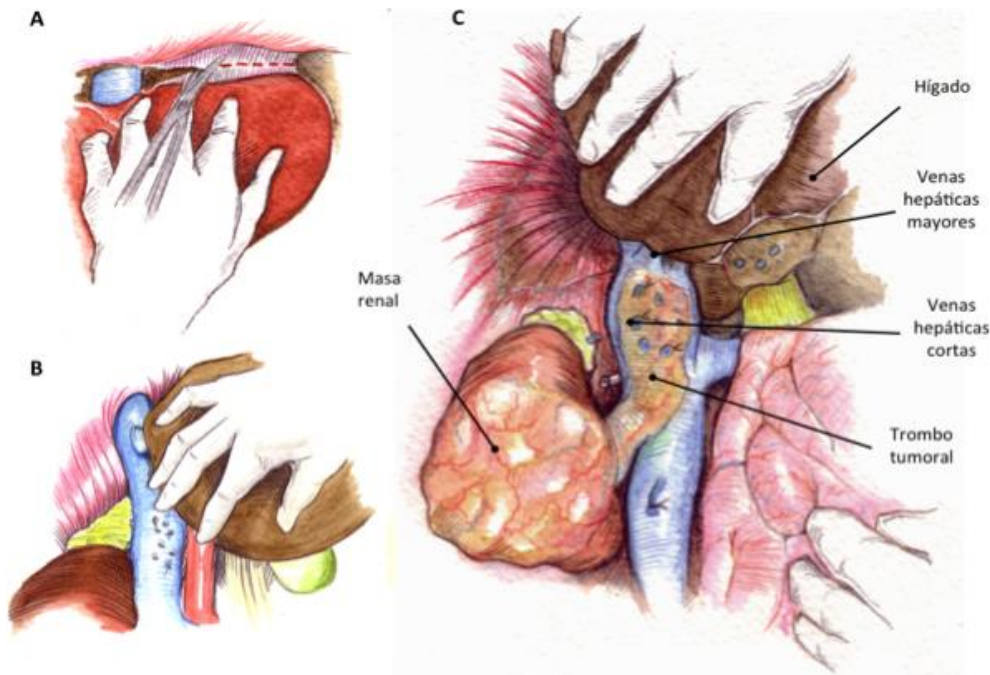 A
B
C
Hígado
Venas
hepáticas
mayores
Masa
renal
Venas
hepáticas
cortas
Trombo
tumoral